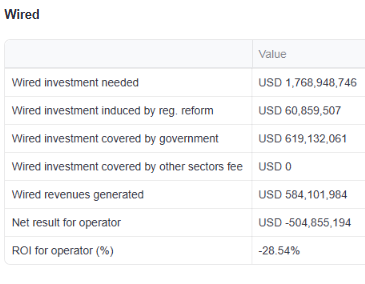 Wired
Value
Wired investment needed USD 1,768,948,746
Wired investment induced by reg. reform USD 60,859,507
Wired investment covered by government USD 619,132,061
Wired investment covered by other sectors fee USD 0
Wired revenues generated USD 584,101,984
Net result for operator USD -504,855,194
ROI for operator (%) -28.54%